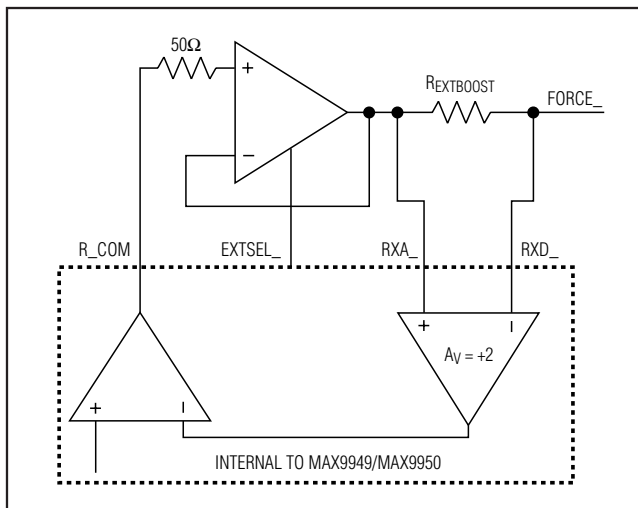 50Ω
+
−
REXTBOOST
FORCE_
R_COM
EXTSEL_
RXA_
RXD_
+
−
AV = +2
+
−
INTERNAL TO MAX9949/MAX9950